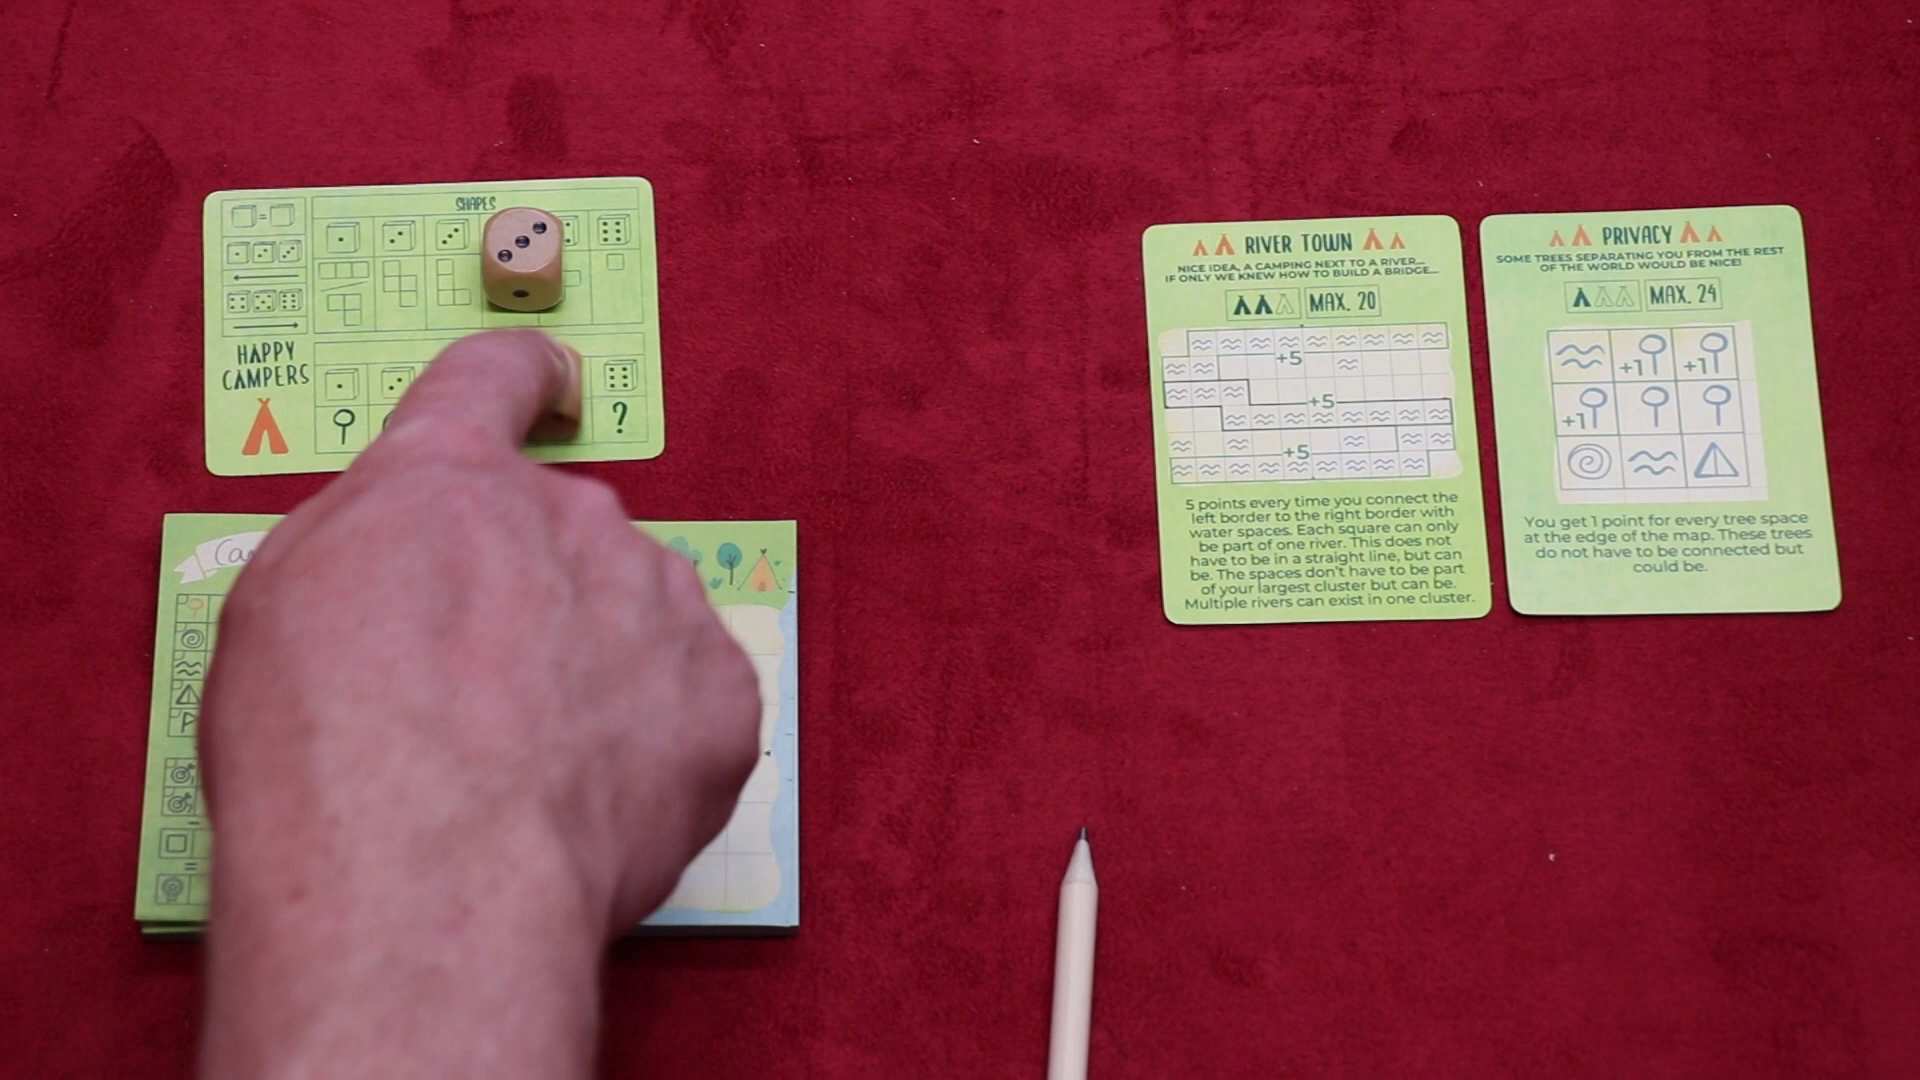 SHAPES
HAPPY
CAMPERS
?
RIVER TOWN
NICE IDEA, A CAMPING NEXT TO A RIVER...
IF ONLY WE KNEW HOW TO BUILD A BRIDGE...
MAX. 20
+5
+5
+5
5 points every time you connect the
left border to the right border with
water spaces. Each square can only
be part of one river. This does not
have to be in a straight line, but can
be. The spaces don't have to be part
of your largest cluster but can be.
Multiple rivers can exist in one cluster.
PRIVACY
SOME TREES SEPARATING YOU FROM THE REST
OF THE WORLD WOULD BE NICE!
MAX. 24
+1 +1
+1
You get 1 point for every tree space
at the edge of the map. These trees
do not have to be connected but
could be.